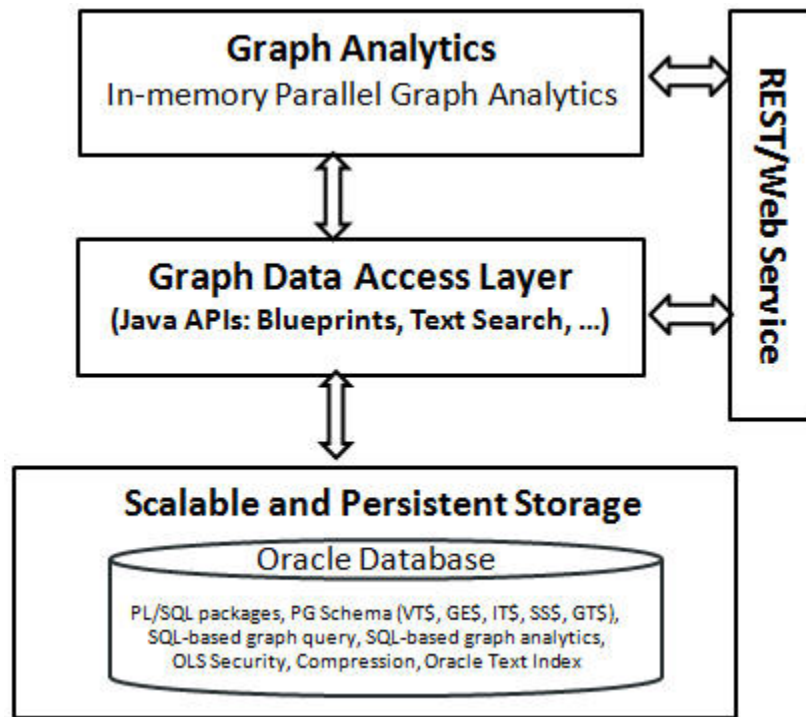 Graph Analytics
In-memory Parallel Graph Analytics
REST/Web Service
Graph Data Access Layer
(Java APIs: Blueprints, Text Search, ...)
Scalable and Persistent Storage
Oracle Database
PL/SQL packages, PG Schema (VT$, GE$, IT$, SS$, GT$),
SQL-based graph query, SQL-based graph analytics,
OLS Security, Compression, Oracle Text Index